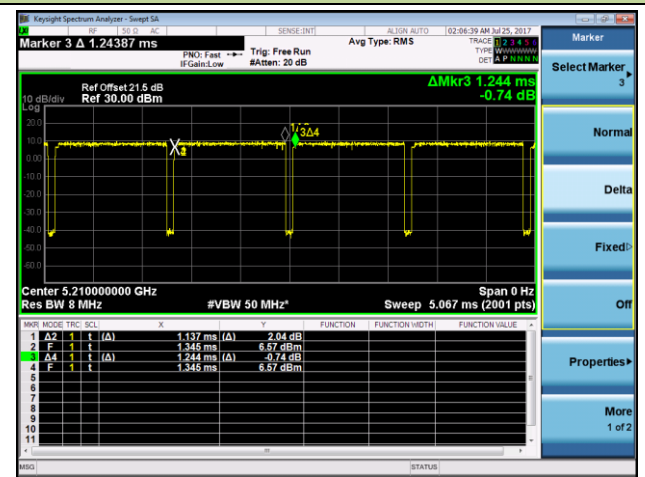 Keysight Spectrum Analyzer - Swept SA
RF 50 Ω AC SENSE:INT ALIGN AUTO 02:06:39 AM Jul 25, 2017
Marker 3 Δ 1.24387 ms
PNO: Fast Trig: Free Run Avg Type: RMS TRACE 1 2 3 4 5 6
IFGain:Low #Atten: 20 dB TYPE WWWWWW
DET A P N N N N
Marker
Select Marker
3
Normal
Delta
Fixed
Off
Properties
More
1 of 2
Ref Offset 21.5 dB
ΔMkr3 1.244 ms
10 dB/div Ref 30.00 dBm -0.74 dB
Log
20.0
10.0
0.00
-10.0
-20.0
-30.0
-40.0
-50.0
-60.0
3Δ4
Center 5.210000000 GHz Span 0 Hz
Res BW 8 MHz #VBW 50 MHz* Sweep 5.067 ms (2001 pts)
MKR MODE TRC SCL X Y FUNCTION FUNCTION WIDTH FUNCTION VALUE
1 Δ2 1 t (Δ) 1.137 ms (Δ) 2.04 dB
2 F 1 t 1.345 ms 6.57 dBm
3 Δ4 1 t (Δ) 1.244 ms (Δ) -0.74 dB
4 F 1 t 1.345 ms 6.57 dBm
5
6
7
8
9
10
11
MSG STATUS